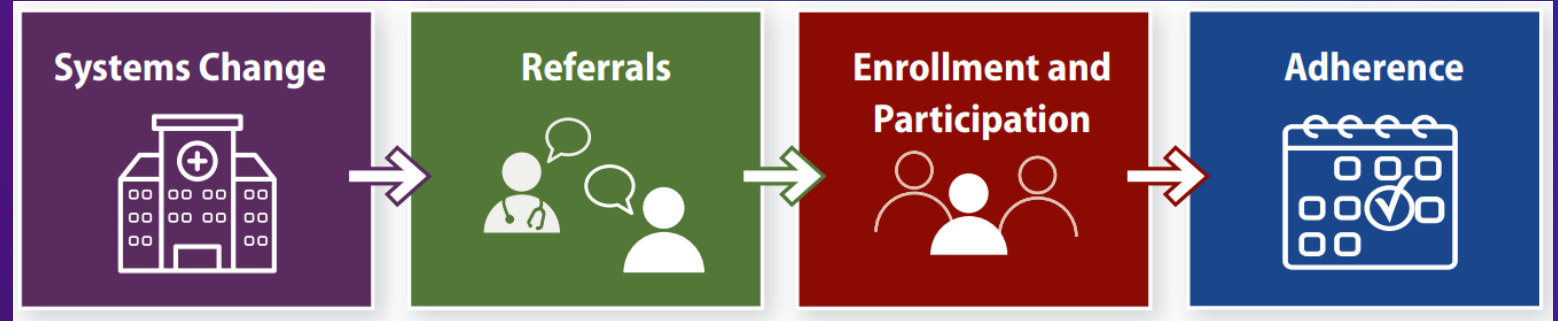 Systems Change
Referrals
Enrollment and
Participation
Adherence